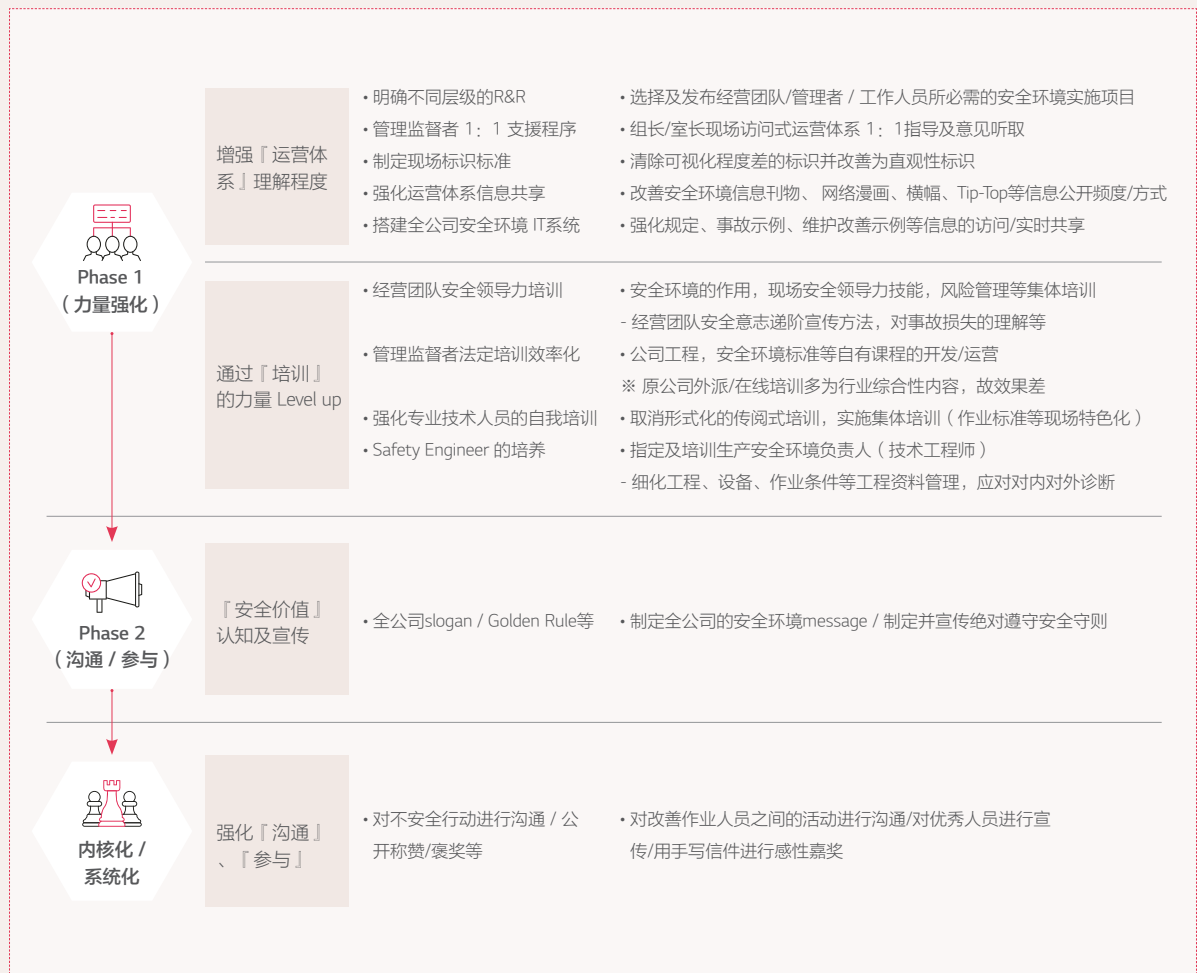 Phase 1
（力量强化）
增强『运营体
系』理解程度
• 明确不同层级的R&R
• 选择及发布经营团队/管理者 / 工作人员所必需的安全环境实施项目
• 管理监督者 1：1 支援程序
• 组长/室长现场访问式运营体系 1：1指导及意见听取
• 制定现场标识标准
• 清除可视化程度差的标识并改善为直观性标识
• 强化运营体系信息共享
• 改善安全环境信息刊物、 网络漫画、横幅、Tip-Top等信息公开频度/方式
• 搭建全公司安全环境 IT系统
• 强化规定、事故示例、维护改善示例等信息的访问/实时共享
通过『培训』
的力量 Level up
• 经营团队安全领导力培训
• 安全环境的作用，现场安全领导力技能，风险管理等集体培训
- 经营团队安全意志递阶宣传方法，对事故损失的理解等
• 管理监督者法定培训效率化
• 公司工程，安全环境标准等自有课程的开发/运营
※ 原公司外派/在线培训多为行业综合性内容，故效果差
• 强化专业技术人员的自我培训
• 取消形式化的传阅式培训，实施集体培训（作业标准等现场特色化）
• Safety Engineer 的培养
• 指定及培训生产安全环境负责人（技术工程师）
- 细化工程、设备、作业条件等工程资料管理，应对对内对外诊断
Phase 2
（沟通 / 参与）
『安全价值』
认知及宣传
• 全公司slogan / Golden Rule等
• 制定全公司的安全环境message / 制定并宣传绝对遵守安全守则
内核化 /
系统化
强化『沟通』
、『参与』
• 对不安全行动进行沟通 / 公
开称赞/褒奖等
• 对改善作业人员之间的活动进行沟通/对优秀人员进行宣
传/用手写信件进行感性嘉奖